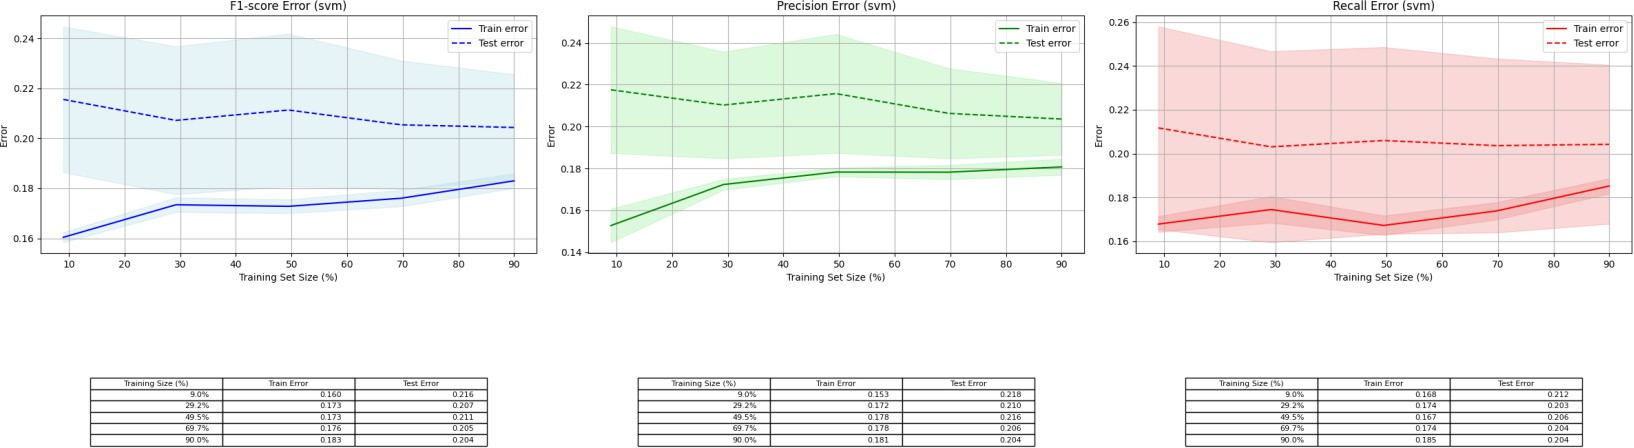 F1-score Error (svm)
Train error
Test error
0.24
0.22
0.20
0.18
0.16
Error
10 20 30 40 50 60 70 80 90
Training Set Size (%)
Precision Error (svm)
Train error
Test error
0.24
0.22
0.20
0.18
0.16
0.14
Error
10 20 30 40 50 60 70 80 90
Training Set Size (%)
Recall Error (svm)
Train error
Test error
0.26
0.24
0.22
0.20
0.18
0.16
Error
10 20 30 40 50 60 70 80 90
Training Set Size (%)
Training Size (%) Train Error Test Error
9.0% 0.160 0.216
29.2% 0.173 0.207
49.5% 0.173 0.211
69.7% 0.176 0.205
90.0% 0.183 0.204
Training Size (%) Train Error Test Error
9.0% 0.153 0.218
29.2% 0.172 0.210
49.5% 0.178 0.216
69.7% 0.178 0.206
90.0% 0.181 0.204
Training Size (%) Train Error Test Error
9.0% 0.168 0.212
29.2% 0.174 0.203
49.5% 0.167 0.206
69.7% 0.174 0.204
90.0% 0.185 0.204